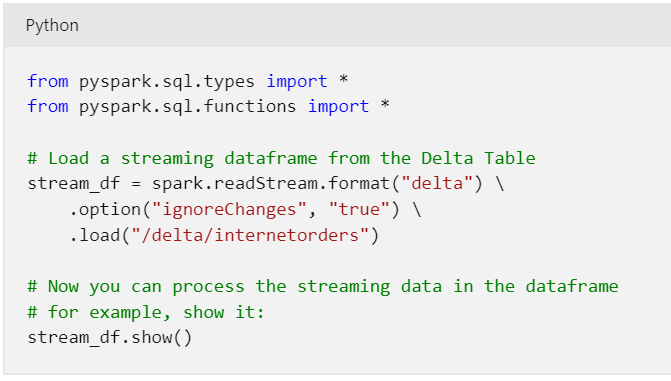 Python
from pyspark.sql.types import *
from pyspark.sql.functions import *
# Load a streaming dataframe from the Delta Table
stream_df = spark.readStream.format("delta") \
    .option("ignoreChanges", "true") \
    .load("/delta/internetorders")
# Now you can process the streaming data in the dataframe
# for example, show it:
stream_df.show()